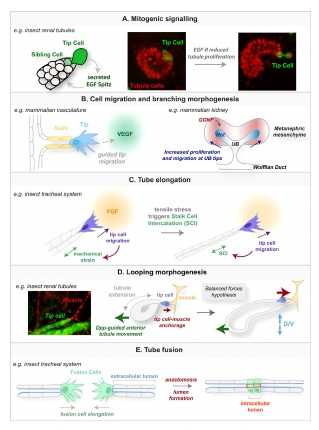 A. Mitogenic signalling
e.g. insect renal tubules
Tip Cell
Sibling Cell
secreted
EGF Spitz
Tip Cell
Tubule cells
EGF-R induced
tubule proliferation
Tip Cell
B. Cell migration and branching morphogenesis
e.g. mammalian vasculature
Stalk
Tip
VEGF
guided tip
migration
e.g. mammalian kidney
GDNF
Ret
UB
Metanephric
mesenchyme
Increased proliferation
and migration at UB tips
Wolffian Duct
C. Tube elongation
e.g. insect tracheal system
FGF
tip cell
migration
mechanical
strain
tensile stress
triggers Stalk Cell
Intercalation (SCI)
SCI
tip cell
migration
D. Looping morphogenesis
e.g. insect renal tubules
Muscle
Tip cell
tubule
extension
tip cell
muscle
tip cell-muscle
anchorage
Dpp-guided anterior
tubule movement
Balanced forces
hypothesis
D/V
E. Tube fusion
e.g. insect tracheal system
Fusion Cells
extracellular lumen
fusion cell elongation
anastomosis
lumen
formation
intracellular
lumen